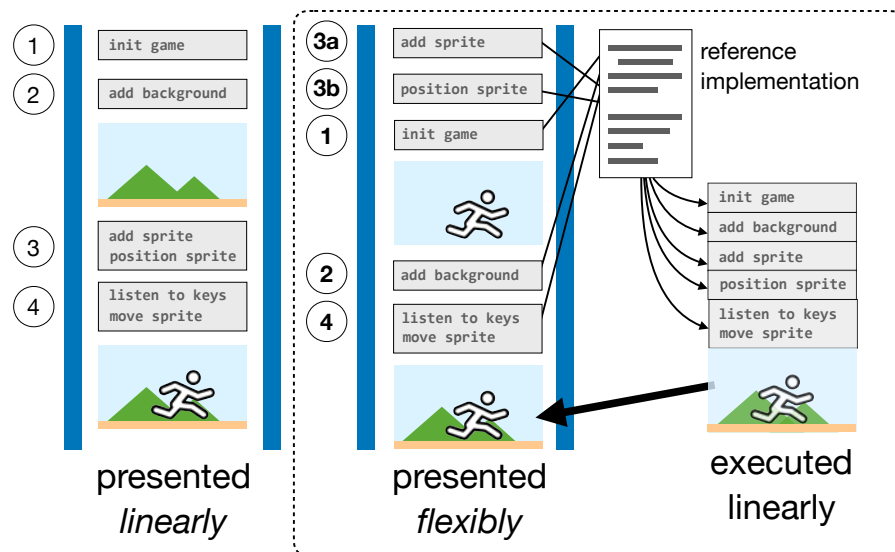 1
init game
2
add background
3
add sprite
position sprite
4
listen to keys
move sprite
presented
linearly
3a
add sprite
3b
position sprite
1
init game
2
add background
4
listen to keys
move sprite
presented
flexibly
reference
implementation
init game
add background
add sprite
position sprite
listen to keys
move sprite
executed
linearly